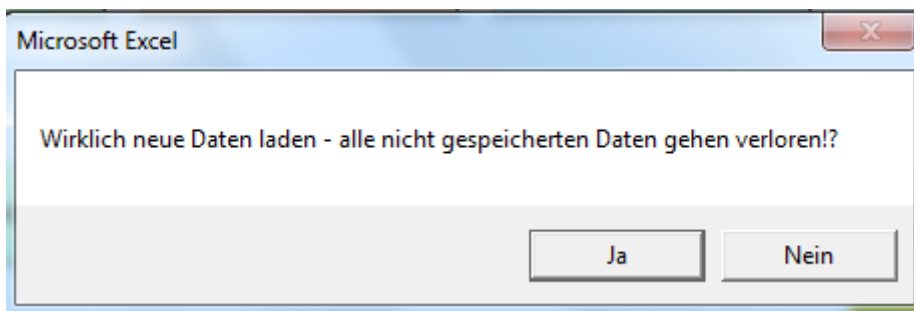 Microsoft Excel
Wirklich neue Daten laden - alle nicht gespeicherten Daten gehen verloren!?
Ja
Nein